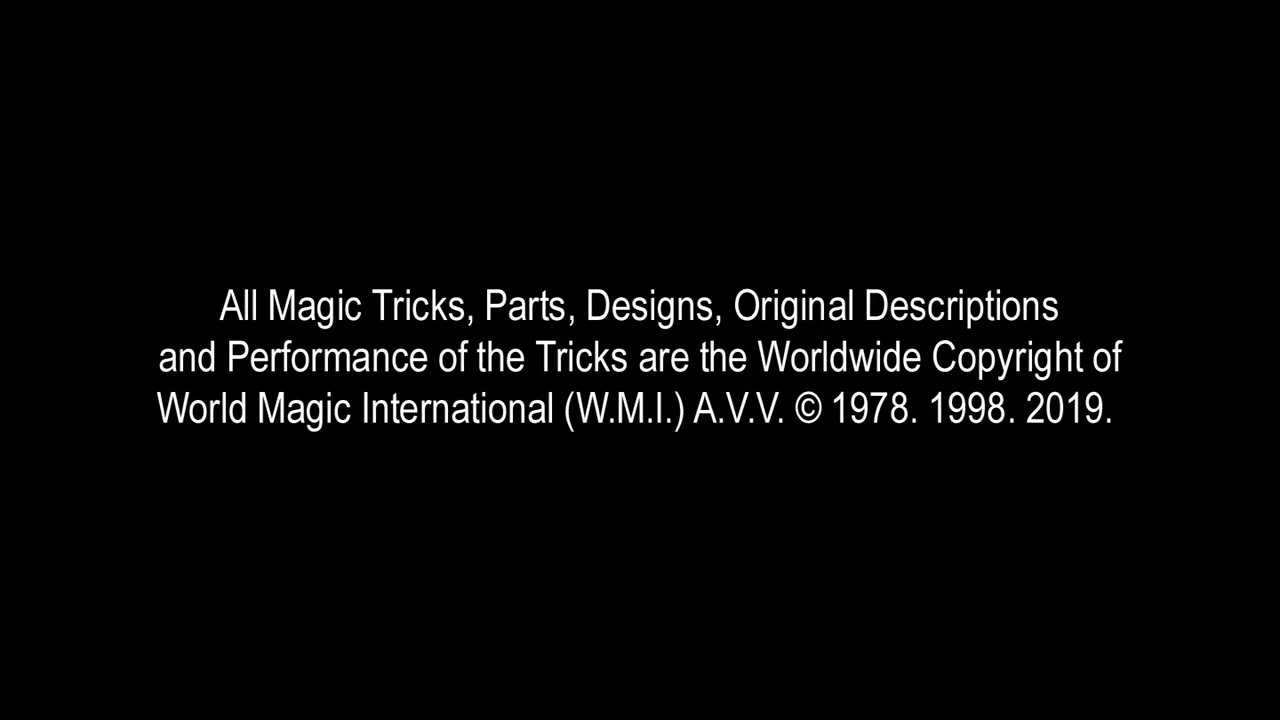 All Magic Tricks, Parts, Designs, Original Descriptions
and Performance of the Tricks are the Worldwide Copyright of
World Magic International (W.M.I.) A.V.V. © 1978. 1998. 2019.